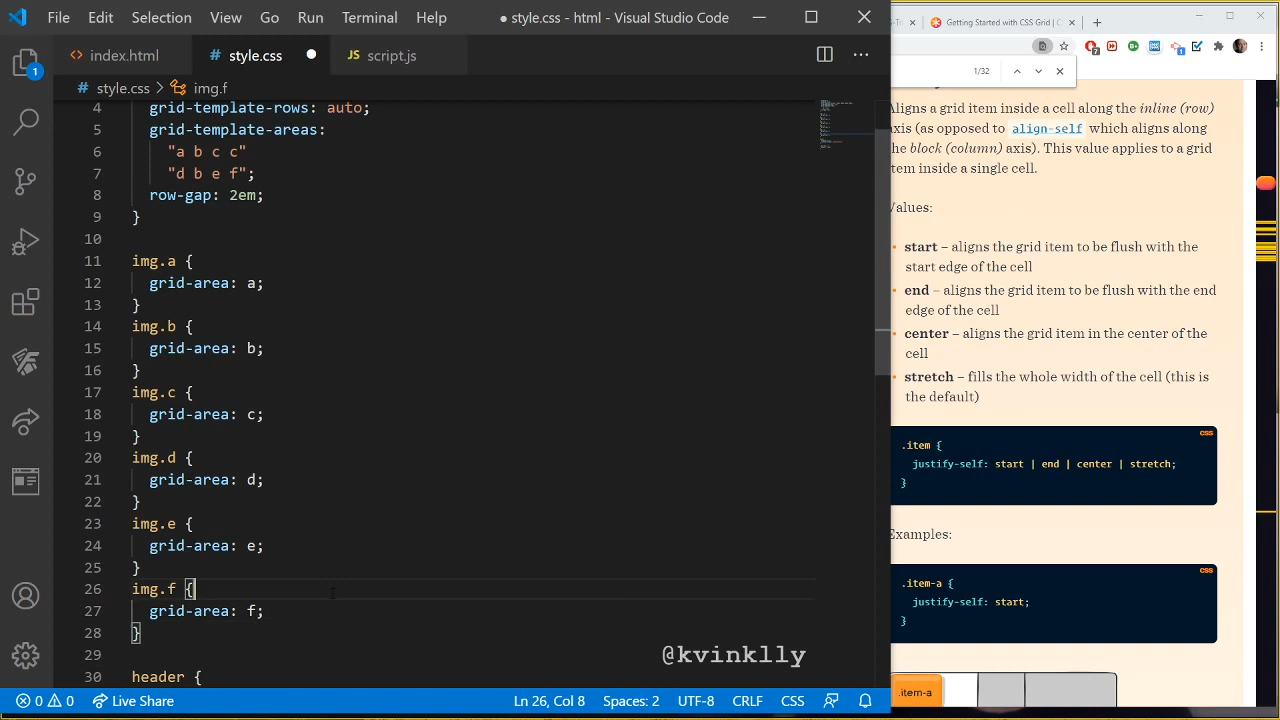 File Edit Selection View Go Run Terminal Help
● style.css - html - Visual Studio Code
index.html
style.css
JS script.js
style.css > img.f
4 grid-template-rows: auto;
5 grid-template-areas:
6 "a b c c"
7 "d b e f";
8 row-gap: 2em;
9 }
10
11 img.a {
12 grid-area: a;
13 }
14 img.b {
15 grid-area: b;
16 }
17 img.c {
18 grid-area: c;
19 }
20 img.d {
21 grid-area: d;
22 }
23 img.e {
24 grid-area: e;
25 }
26 img.f {
27 grid-area: f;
28 }
29
30 header {
@kvinklly
1
0 0 Live Share
Ln 26, Col 8 Spaces: 2 UTF-8 CRLF CSS
Getting Started with CSS Grid |
1/32
Aligns a grid item inside a cell along the inline (row)
axis (as opposed to align-self which aligns along
the block (column) axis). This value applies to a grid
item inside a single cell.
Values:
start – aligns the grid item to be flush with the
start edge of the cell
end – aligns the grid item to be flush with the end
edge of the cell
center – aligns the grid item in the center of the
cell
stretch – fills the whole width of the cell (this is
the default)
CSS
.item {
justify-self: start | end | center | stretch;
}
Examples:
CSS
.item-a {
justify-self: start;
}
.item-a